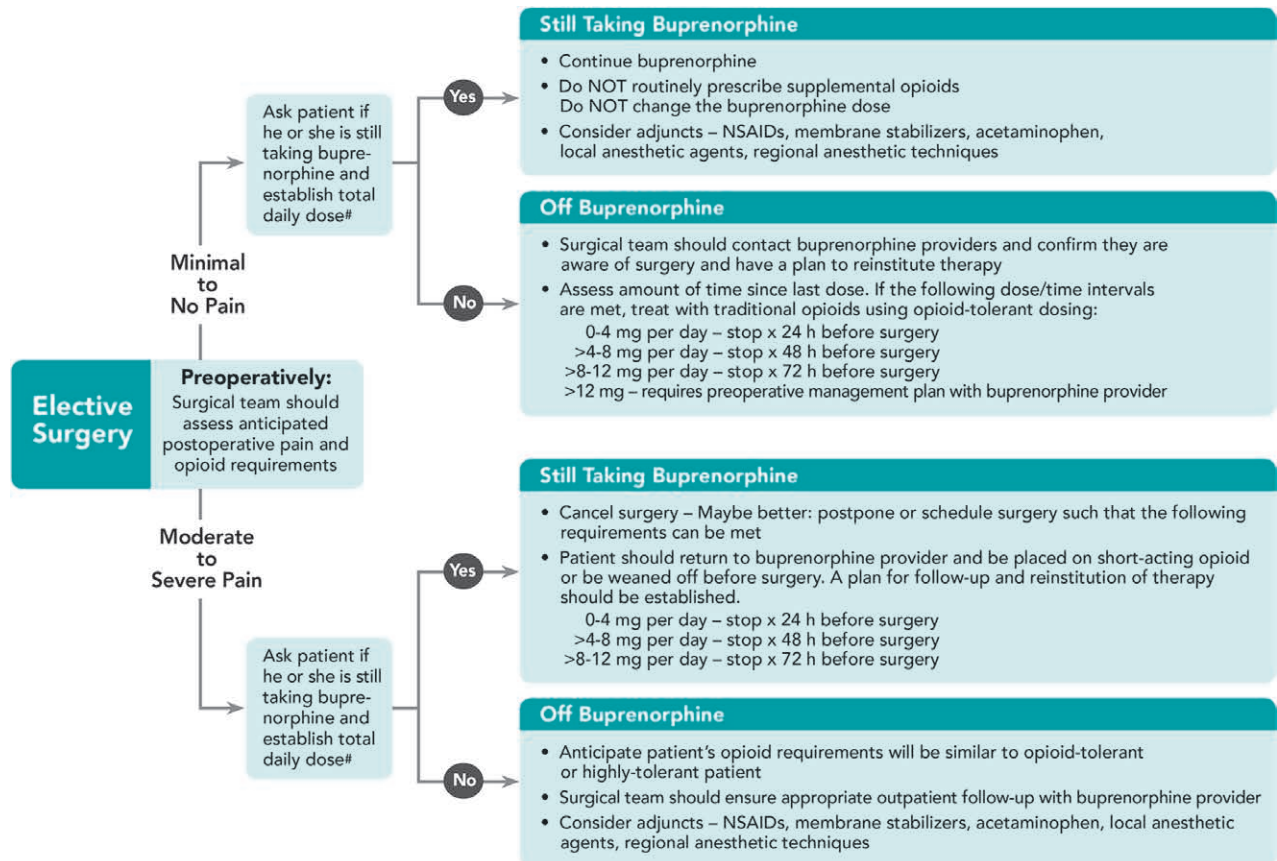 Elective
Surgery
Preoperatively:
Surgical team should
assess anticipated
postoperative pain and
opioid requirements
Minimal
to
No Pain
Ask patient if
he or she is still
taking bupre-
norphine and
establish total
daily dose#
Yes
Still Taking Buprenorphine
• Continue buprenorphine
• Do NOT routinely prescribe supplemental opioids
Do NOT change the buprenorphine dose
• Consider adjuncts – NSAIDs, membrane stabilizers, acetaminophen,
local anesthetic agents, regional anesthetic techniques
No
Off Buprenorphine
• Surgical team should contact buprenorphine providers and confirm they are
aware of surgery and have a plan to reinstitute therapy
• Assess amount of time since last dose. If the following dose/time intervals
are met, treat with traditional opioids using opioid-tolerant dosing:
0-4 mg per day – stop x 24 h before surgery
>4-8 mg per day – stop x 48 h before surgery
>8-12 mg per day – stop x 72 h before surgery
>12 mg – requires preoperative management plan with buprenorphine provider
Moderate
to
Severe Pain
Ask patient if
he or she is still
taking bupre-
norphine and
establish total
daily dose#
Yes
Still Taking Buprenorphine
• Cancel surgery – Maybe better: postpone or schedule surgery such that the following
requirements can be met
• Patient should return to buprenorphine provider and be placed on short-acting opioid
or be weaned off before surgery. A plan for follow-up and reinstitution of therapy
should be established.
0-4 mg per day – stop x 24 h before surgery
>4-8 mg per day – stop x 48 h before surgery
>8-12 mg per day – stop x 72 h before surgery
No
Off Buprenorphine
• Anticipate patient's opioid requirements will be similar to opioid-tolerant
or highly-tolerant patient
• Surgical team should ensure appropriate outpatient follow-up with buprenorphine provider
• Consider adjuncts – NSAIDs, membrane stabilizers, acetaminophen, local anesthetic
agents, regional anesthetic techniques